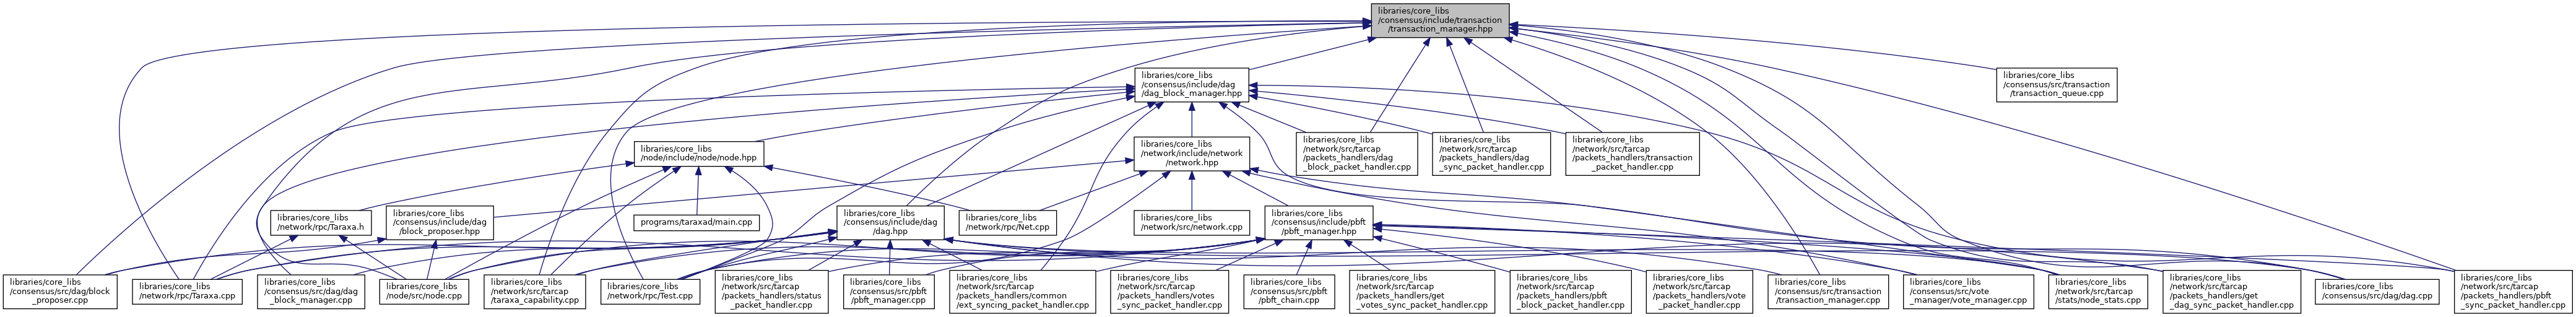 libraries/core_libs
/consensus/include/transaction
/transaction_manager.hpp
libraries/core_libs
/consensus/include/dag
/dag_block_manager.hpp
libraries/core_libs
/consensus/src/transaction
/transaction_queue.cpp
libraries/core_libs
/node/include/node/node.hpp
libraries/core_libs
/network/include/network
/network.hpp
libraries/core_libs
/network/src/tarcap
/packets_handlers/dag
_block_packet_handler.cpp
libraries/core_libs
/network/src/tarcap
/packets_handlers/dag
_sync_packet_handler.cpp
libraries/core_libs
/network/src/tarcap
/packets_handlers/transaction
_packet_handler.cpp
libraries/core_libs
/network/rpc/Taraxa.h
libraries/core_libs
/consensus/include/dag
/block_proposer.hpp
programs/taraxad/main.cpp
libraries/core_libs
/consensus/include/dag
/dag.hpp
libraries/core_libs
/network/rpc/Net.cpp
libraries/core_libs
/network/src/network.cpp
libraries/core_libs
/consensus/include/pbft
/pbft_manager.hpp
libraries/core_libs
/consensus/src/dag/block
_proposer.cpp
libraries/core_libs
/network/rpc/Taraxa.cpp
libraries/core_libs
/consensus/src/dag/dag
_block_manager.cpp
libraries/core_libs
/node/src/node.cpp
libraries/core_libs
/network/src/tarcap
/taraxa_capability.cpp
libraries/core_libs
/network/rpc/Test.cpp
libraries/core_libs
/network/src/tarcap
/packets_handlers/status
_packet_handler.cpp
libraries/core_libs
/consensus/src/pbft
/pbft_manager.cpp
libraries/core_libs
/network/src/tarcap
/packets_handlers/common
/ext_syncing_packet_handler.cpp
libraries/core_libs
/network/src/tarcap
/packets_handlers/votes
_sync_packet_handler.cpp
libraries/core_libs
/consensus/src/pbft
/pbft_chain.cpp
libraries/core_libs
/network/src/tarcap
/packets_handlers/get
_votes_sync_packet_handler.cpp
libraries/core_libs
/network/src/tarcap
/packets_handlers/pbft
_block_packet_handler.cpp
libraries/core_libs
/network/src/tarcap
/packets_handlers/vote
_packet_handler.cpp
libraries/core_libs
/consensus/src/transaction
/transaction_manager.cpp
libraries/core_libs
/consensus/src/vote
_manager/vote_manager.cpp
libraries/core_libs
/network/src/tarcap
/stats/node_stats.cpp
libraries/core_libs
/network/src/tarcap
/packets_handlers/get
_dag_sync_packet_handler.cpp
libraries/core_libs
/consensus/src/dag/dag.cpp
libraries/core_libs
/network/src/tarcap
/packets_handlers/pbft
_sync_packet_handler.cpp